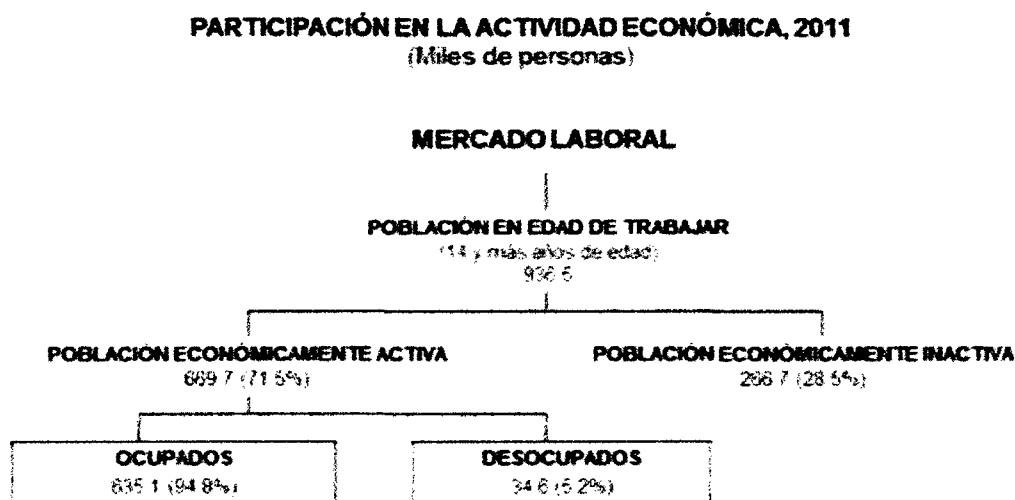 PARTICIPACIÓN EN LA ACTIVIDAD ECONÓMICA, 2011
(Miles de personas)
MERCADO LABORAL
POBLACIÓN EN EDAD DE TRABAJAR
(14 y más años de edad)
936.5
POBLACIÓN ECONÓMICAMENTE ACTIVA
669.7 (71.5%)
POBLACIÓN ECONÓMICAMENTE INACTIVA
266.7 (28.5%)
OCUPADOS
635.1 (94.8%)
DESOCUPADOS
34.6 (5.2%)